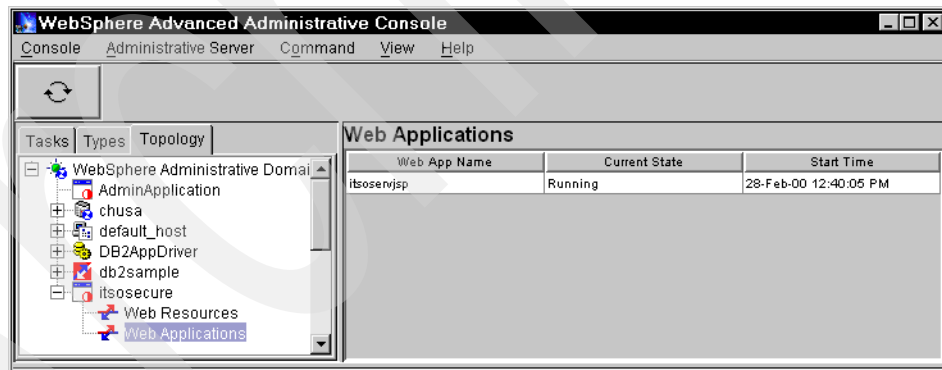 WebSphere Advanced Administrative Console
Console Administrative Server Command View Help
Tasks Types Topology
WebSphere Administrative Domai
AdminApplication
chusa
default_host
DB2AppDriver
db2sample
itsosecure
Web Resources
Web Applications
Web Applications
Web App Name Current State Start Time
itsoservjsp Running 28-Feb-00 12:40:05 PM